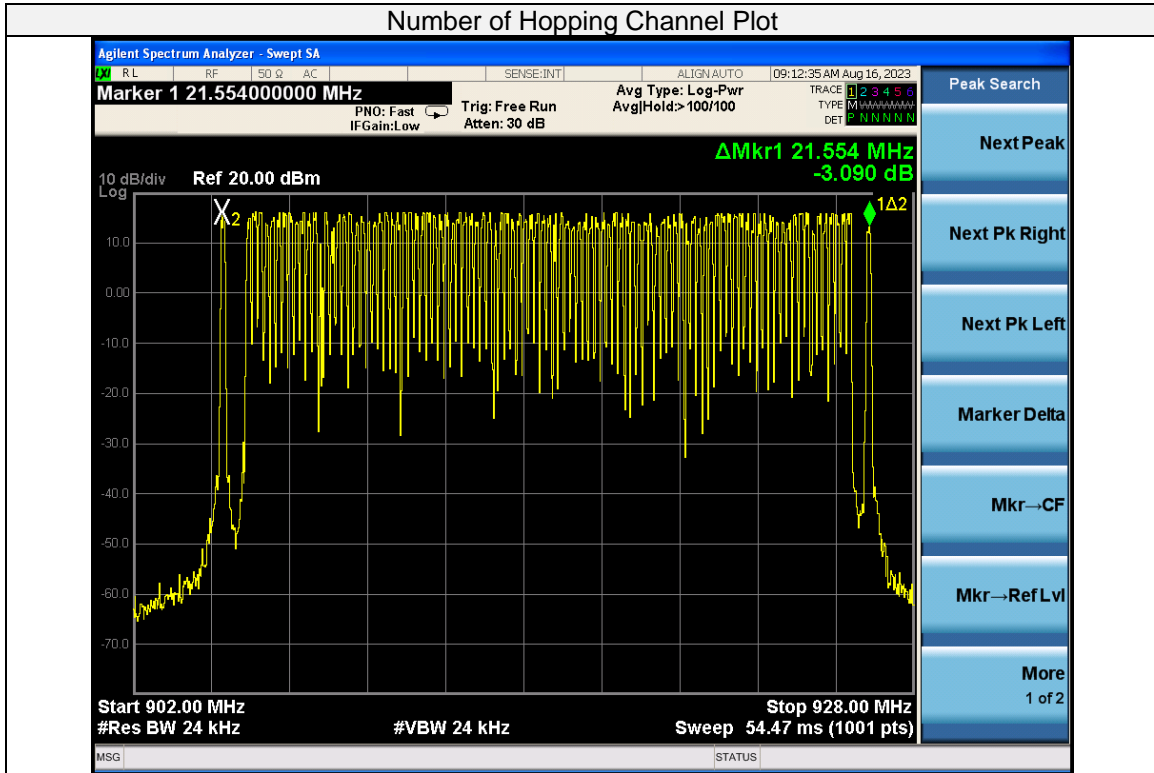 Number of Hopping Channel Plot
Agilent Spectrum Analyzer - Swept SA
LXI RL RF 50 Ω AC SENSE:INT ALIGN AUTO 09:12:35 AM Aug 16, 2023
Marker 1 21.554000000 MHz
PNO: Fast
IFGain:Low
Trig: Free Run
Atten: 30 dB
Avg Type: Log-Pwr
Avg|Hold:>100/100
TRACE 1 2 3 4 5 6
TYPE M WWWWW
DET P N N N N N
ΔMkr1 21.554 MHz
-3.090 dB
10 dB/div Ref 20.00 dBm
Log
X2
1Δ2
10.0
0.00
-10.0
-20.0
-30.0
-40.0
-50.0
-60.0
-70.0
Start 902.00 MHz Stop 928.00 MHz
#Res BW 24 kHz #VBW 24 kHz Sweep 54.47 ms (1001 pts)
MSG STATUS
Peak Search
Next Peak
Next Pk Right
Next Pk Left
Marker Delta
Mkr→CF
Mkr→Ref Lvl
More
1 of 2